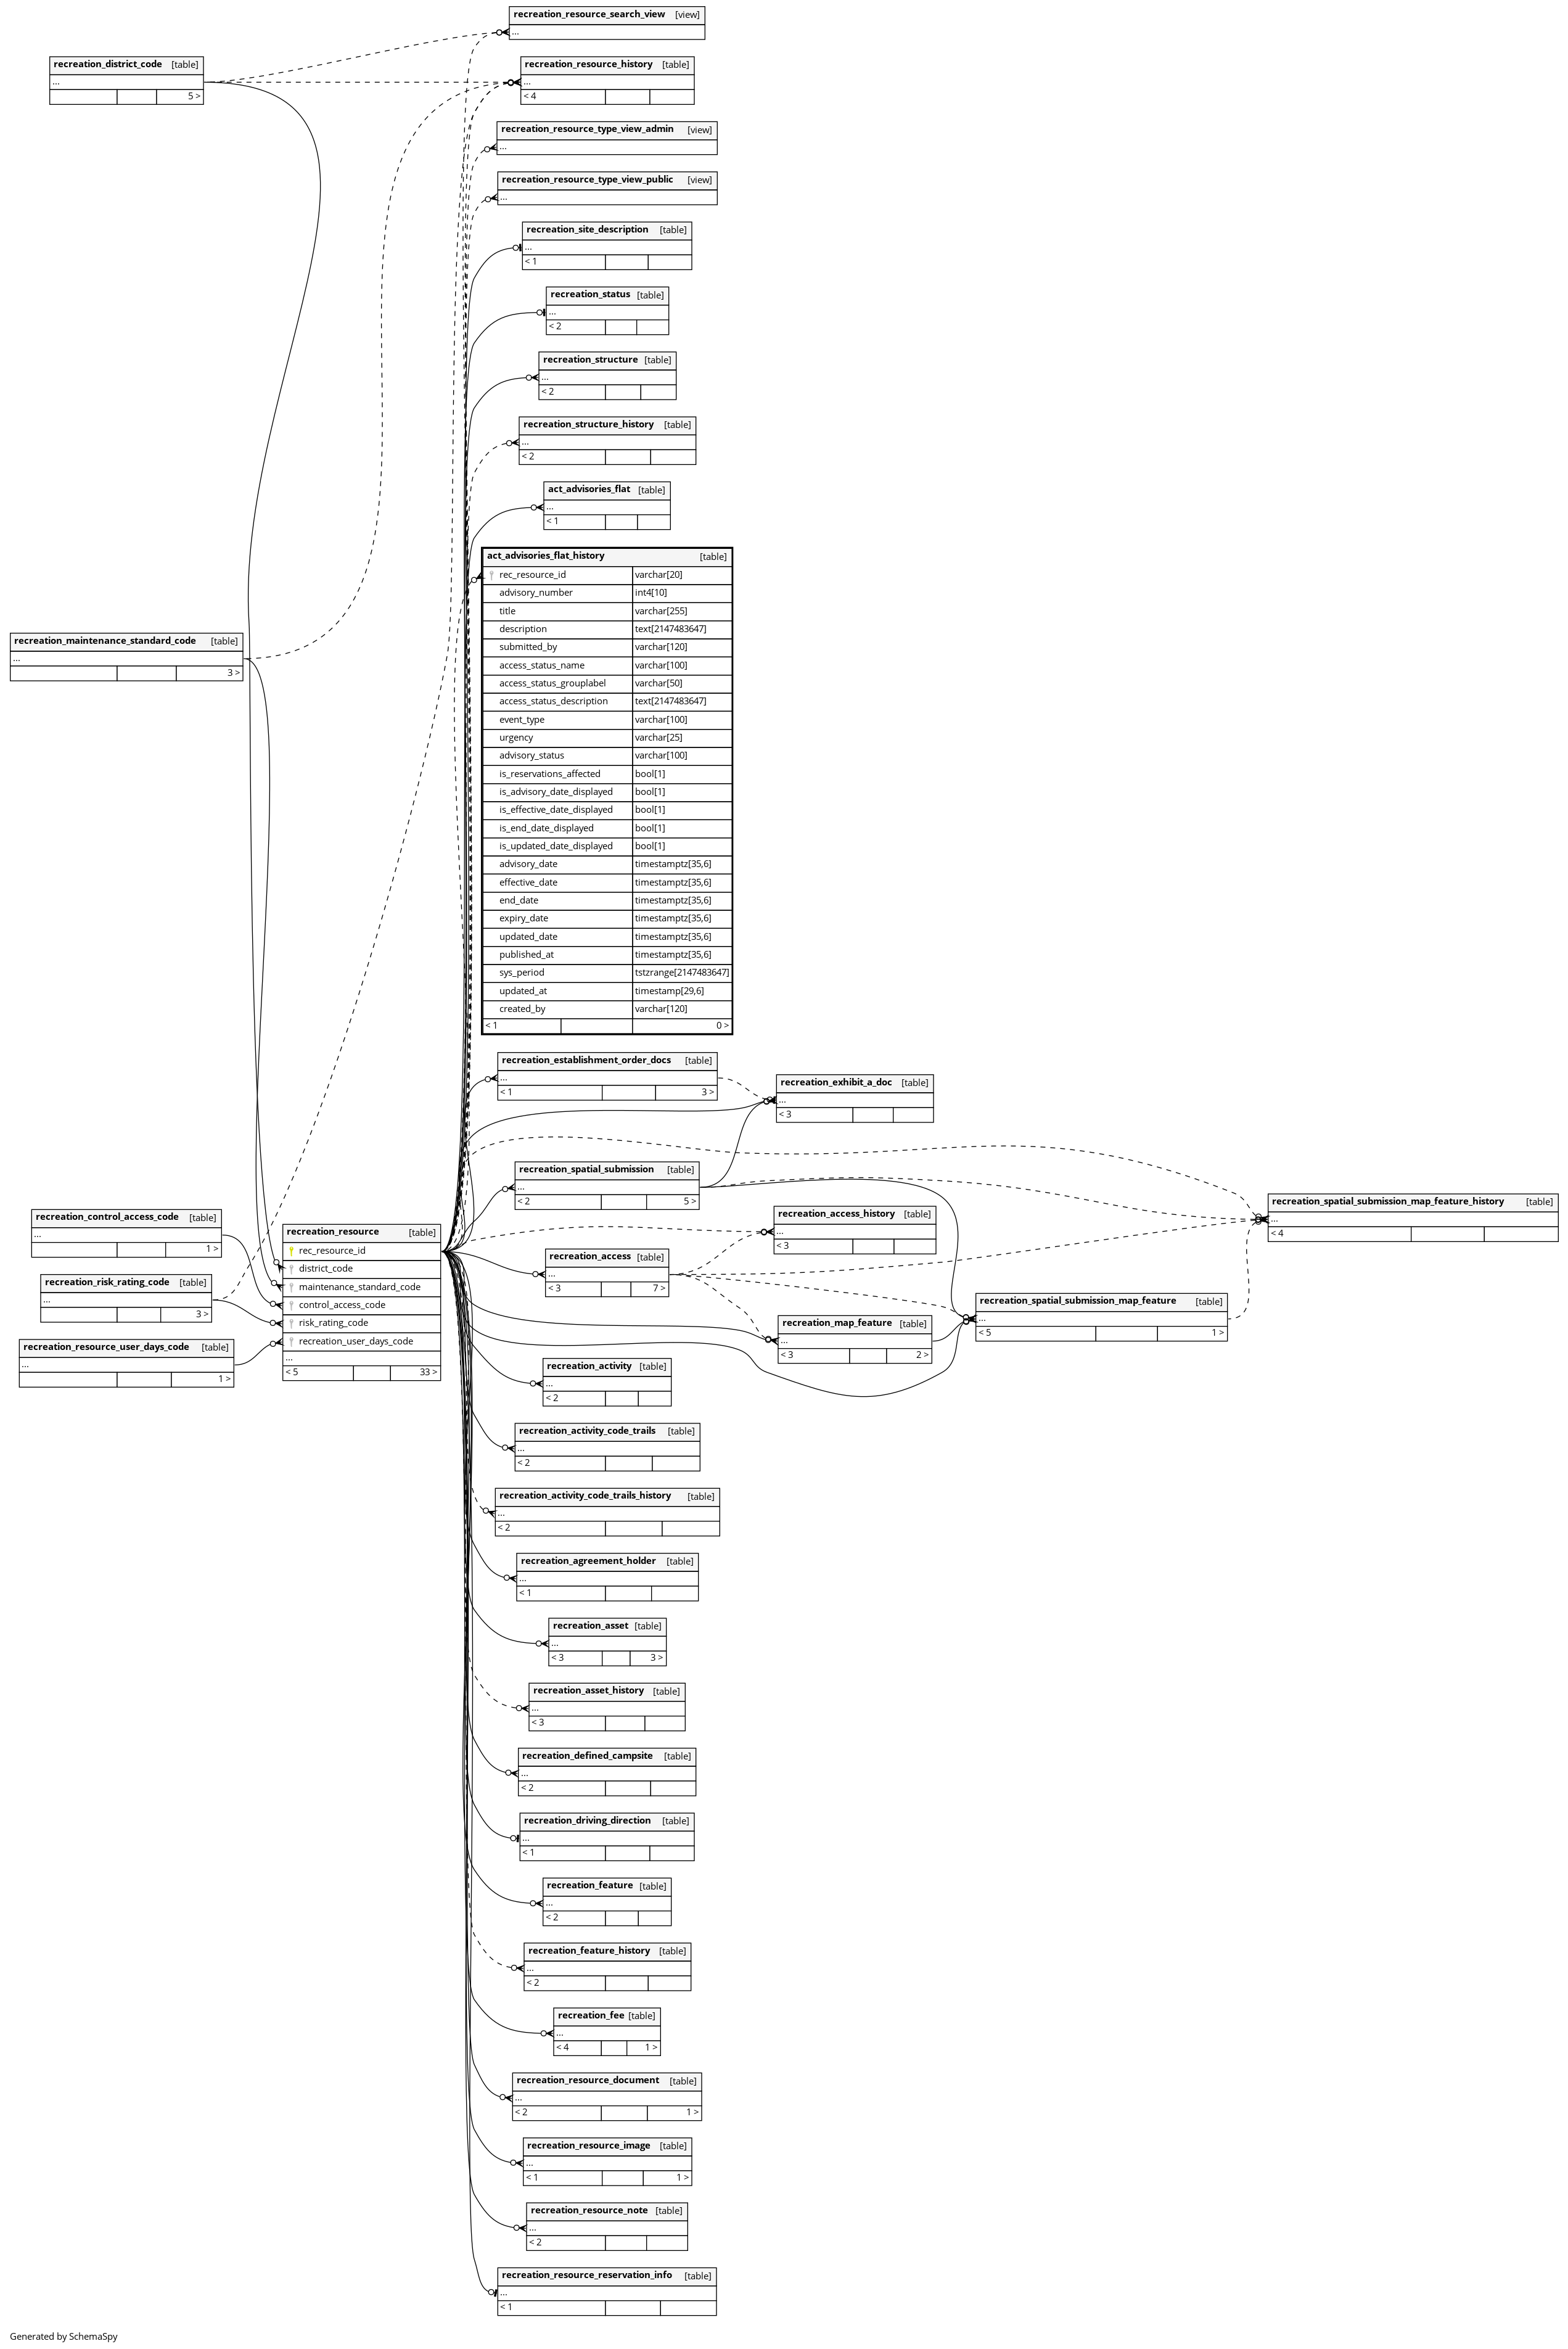 recreation_resource_search_view [view]
...
recreation_district_code [table]
...
5 >
recreation_resource_history [table]
...
< 4
recreation_resource_type_view_admin [view]
...
recreation_resource_type_view_public [view]
...
recreation_site_description [table]
...
< 1
recreation_status [table]
...
< 2
recreation_structure [table]
...
< 2
recreation_structure_history [table]
...
< 2
act_advisories_flat [table]
...
< 1
act_advisories_flat_history [table]
rec_resource_id varchar[20]
advisory_number int4[10]
title varchar[255]
description text[2147483647]
submitted_by varchar[120]
access_status_name varchar[100]
access_status_grouplabel varchar[50]
access_status_description text[2147483647]
event_type varchar[100]
urgency varchar[25]
advisory_status varchar[100]
is_reservations_affected bool[1]
is_advisory_date_displayed bool[1]
is_effective_date_displayed bool[1]
is_end_date_displayed bool[1]
is_updated_date_displayed bool[1]
advisory_date timestamptz[35,6]
effective_date timestamptz[35,6]
end_date timestamptz[35,6]
expiry_date timestamptz[35,6]
updated_date timestamptz[35,6]
published_at timestamptz[35,6]
sys_period tstzrange[2147483647]
updated_at timestamp[29,6]
created_by varchar[120]
< 1 0 >
recreation_maintenance_standard_code [table]
...
3 >
recreation_establishment_order_docs [table]
...
< 1 3 >
recreation_exhibit_a_doc [table]
...
< 3
recreation_spatial_submission [table]
...
< 2 5 >
recreation_spatial_submission_map_feature_history [table]
...
< 4
recreation_access_history [table]
...
< 3
recreation_control_access_code [table]
...
1 >
recreation_resource [table]
rec_resource_id
district_code
maintenance_standard_code
control_access_code
risk_rating_code
recreation_user_days_code
...
< 5 33 >
recreation_access [table]
...
< 3 7 >
recreation_risk_rating_code [table]
...
3 >
recreation_spatial_submission_map_feature [table]
...
< 5 1 >
recreation_map_feature [table]
...
< 3 2 >
recreation_resource_user_days_code [table]
...
1 >
recreation_activity [table]
...
< 2
recreation_activity_code_trails [table]
...
< 2
recreation_activity_code_trails_history [table]
...
< 2
recreation_agreement_holder [table]
...
< 1
recreation_asset [table]
...
< 3 3 >
recreation_asset_history [table]
...
< 3
recreation_defined_campsite [table]
...
< 2
recreation_driving_direction [table]
...
< 1
recreation_feature [table]
...
< 2
recreation_feature_history [table]
...
< 2
recreation_fee [table]
...
< 4 1 >
recreation_resource_document [table]
...
< 2 1 >
recreation_resource_image [table]
...
< 1 1 >
recreation_resource_note [table]
...
< 2
recreation_resource_reservation_info [table]
...
< 1
Generated by SchemaSpy